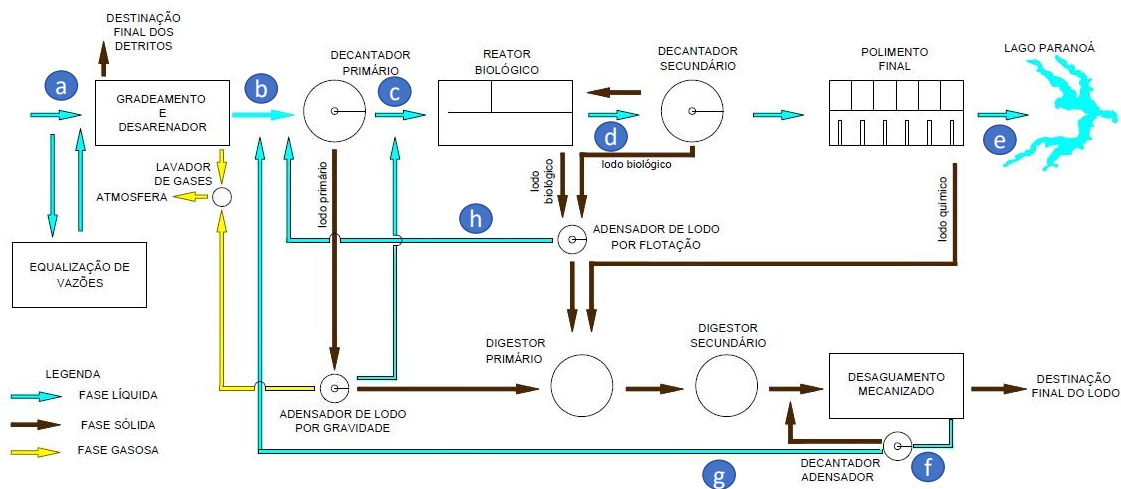 DESTINAÇÃO
FINAL DOS
DETRITOS
DECANTADOR
PRIMÁRIO
REATOR
BIOLÓGICO
DECANTADOR
SECUNDÁRIO
POLIMENTO
FINAL
LAGO PARANOÁ
a
GRADEAMENTO
E
DESARENADOR
b
c
d
e
LAVADOR
DE GASES
ATMOSFERA
lodo primário
lodo
biológico
lodo biológico
lodo químico
h
ADENSADOR DE LODO
POR FLOTAÇÃO
EQUALIZAÇÃO DE
VAZÕES
DIGESTOR
PRIMÁRIO
DIGESTOR
SECUNDÁRIO
DESAGUAMENTO
MECANIZADO
DESTINAÇÃO
FINAL DO LODO
LEGENDA
FASE LÍQUIDA
FASE SÓLIDA
FASE GASOSA
ADENSADOR DE LODO
POR GRAVIDADE
g
DECANTADOR
ADENSADOR
f